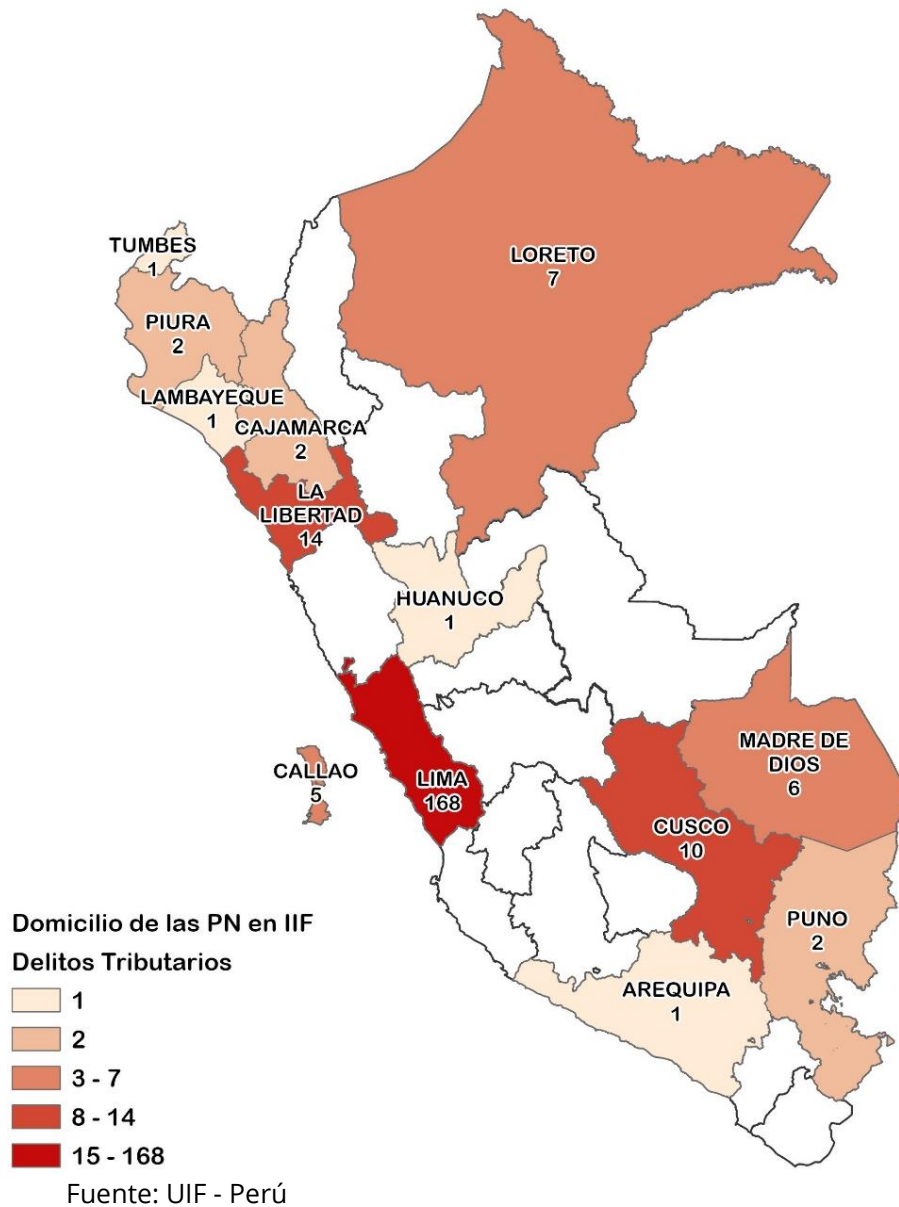 TUMBES
1
LORETO
7
PIURA
2
LAMBAYEQUE
1
CAJAMARCA
2
LA
LIBERTAD
14
HUANUCO
1
MADRE DE
DIOS
6
CALLAO
5
LIMA
168
CUSCO
10
PUNO
2
AREQUIPA
1
Domicilio de las PN en IIF
Delitos Tributarios
1
2
3 - 7
8 - 14
15 - 168
Fuente: UIF - Perú